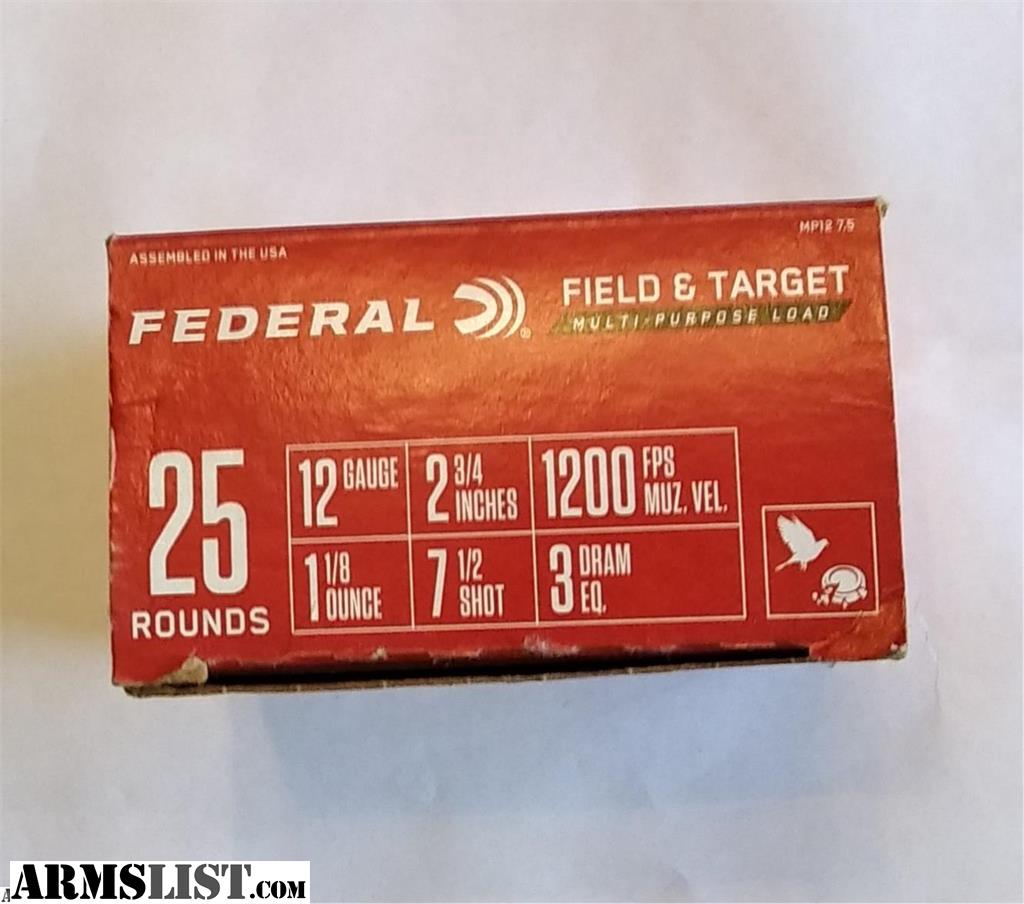 MP12 7.5
ASSEMBLED IN THE USA
FEDERAL ®
FIELD & TARGET
MULTI-PURPOSE LOAD
25
ROUNDS
12 GAUGE
2 3/4 INCHES
1200 FPS MUZ. VEL.
1 1/8 OUNCE
7 1/2 SHOT
3 DRAM EQ.
ARMSLIST.COM